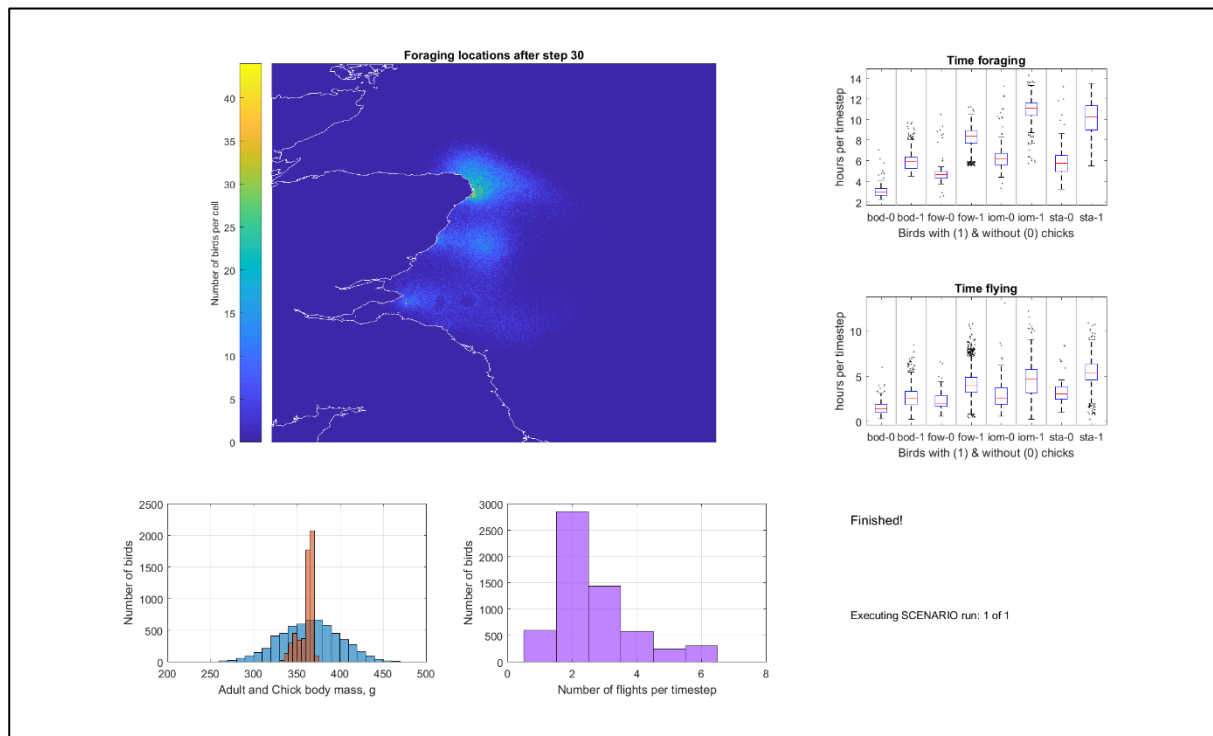 Foraging locations after step 30
Number of birds per cell
40
35
30
25
20
15
10
5
0
Time foraging
hours per timestep
14
12
10
8
6
4
2
bod-0 bod-1 fow-0 fow-1 iom-0 iom-1 sta-0 sta-1
Birds with (1) & without (0) chicks
Time flying
hours per timestep
10
5
0
bod-0 bod-1 fow-0 fow-1 iom-0 iom-1 sta-0 sta-1
Birds with (1) & without (0) chicks
Number of birds
2500
2000
1500
1000
500
0
200 250 300 350 400 450 500
Adult and Chick body mass, g
Number of birds
3000
2500
2000
1500
1000
500
0
0 2 4 6 8
Number of flights per timestep
Finished!
Executing SCENARIO run: 1 of 1